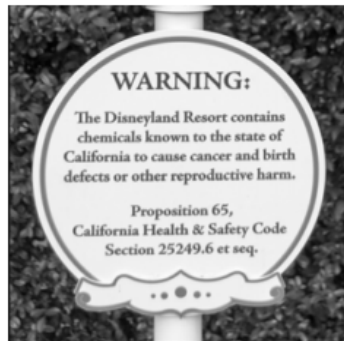 WARNING:
The Disneyland Resort contains
chemicals known to the state of
California to cause cancer and birth
defects or other reproductive harm.
Proposition 65,
California Health & Safety Code
Section 25249.6 et seq.